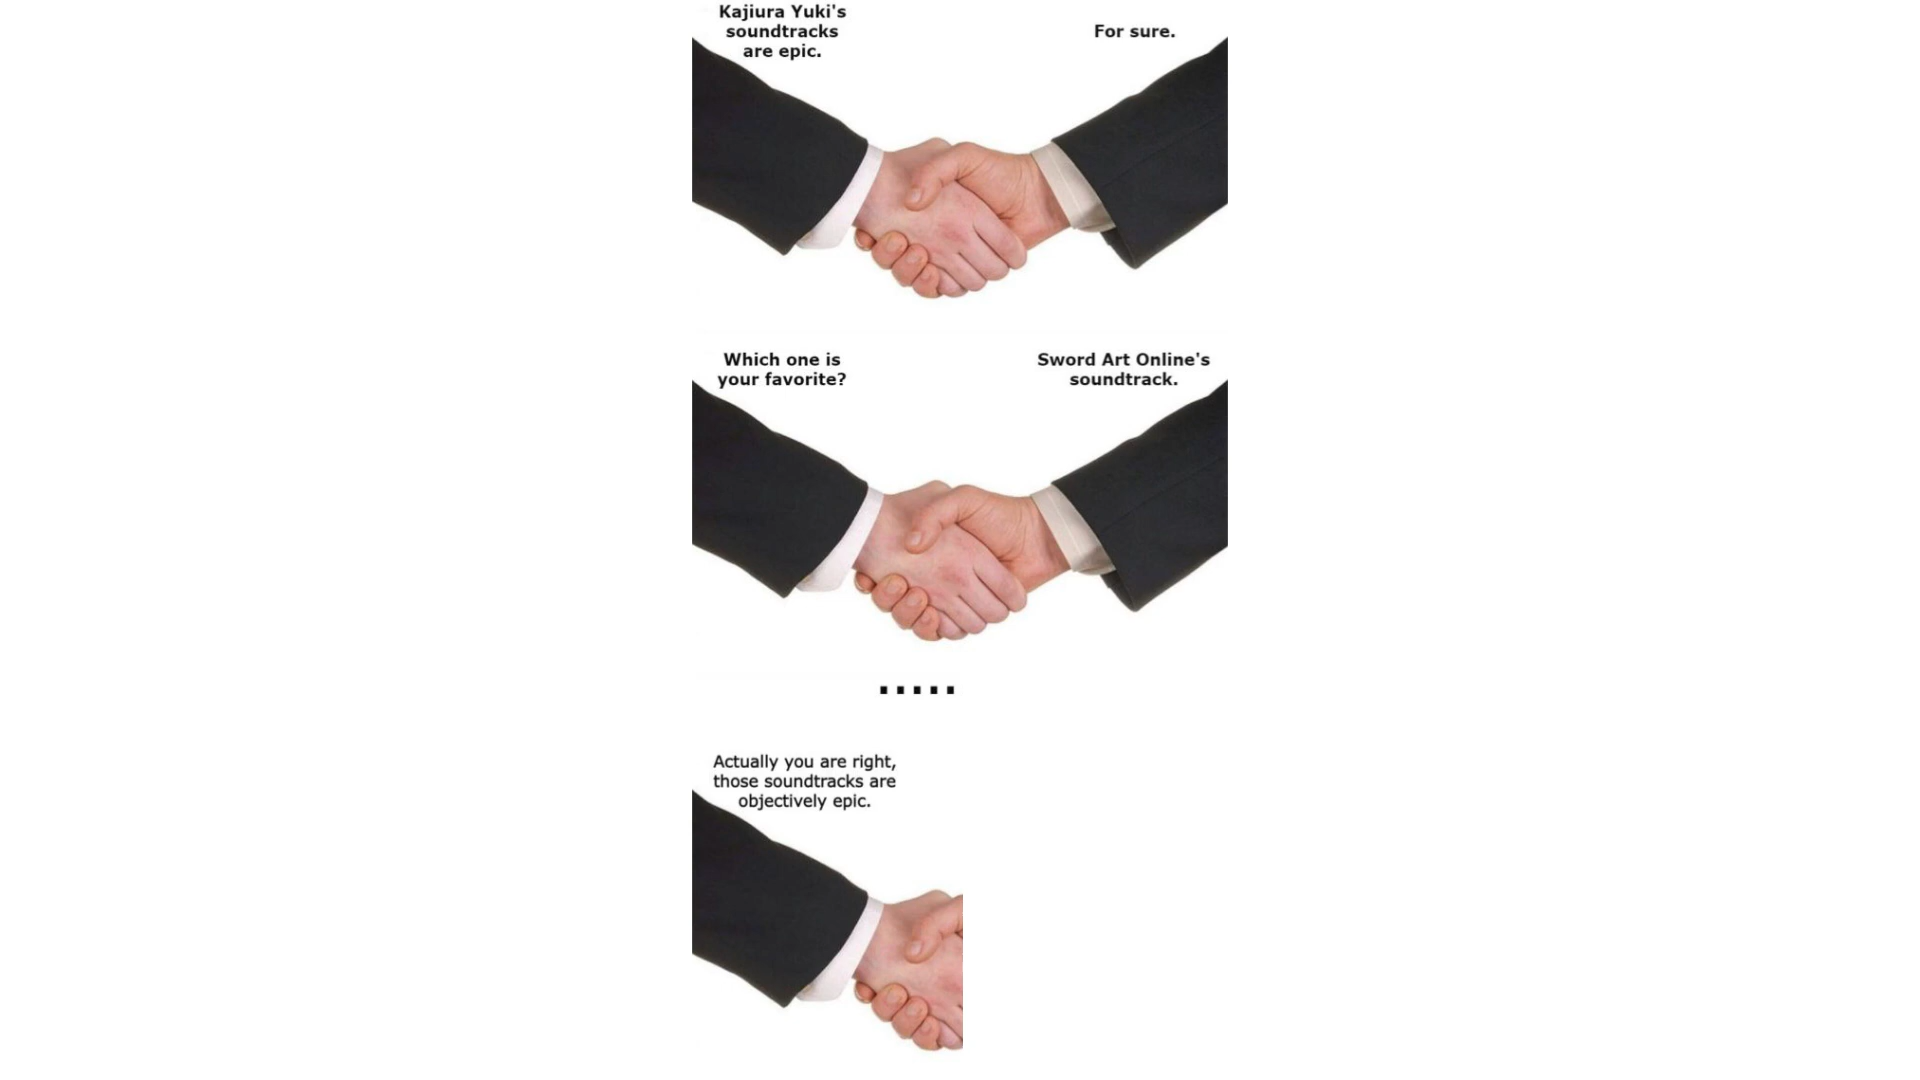 Kajiura Yuki's
soundtracks
are epic.
For sure.
Which one is
your favorite?
Sword Art Online's
soundtrack.
.....
Actually you are right,
those soundtracks are
objectively epic.